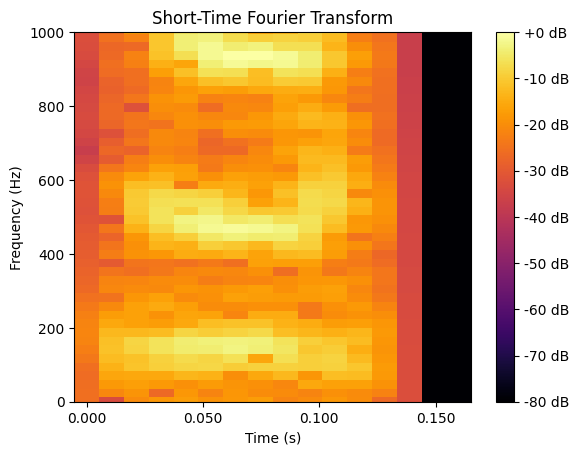 Short-Time Fourier Transform
Frequency (Hz)
1000
800
600
400
200
0
0.000
0.050
0.100
0.150
Time (s)
+0 dB
-10 dB
-20 dB
-30 dB
-40 dB
-50 dB
-60 dB
-70 dB
-80 dB